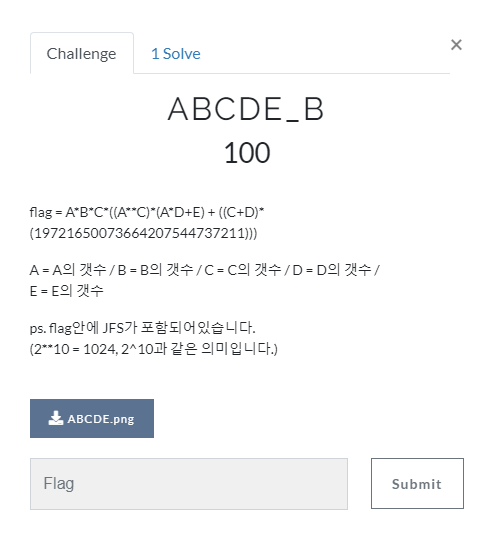 Challenge
1 Solve
×
ABCDE_B
100
flag = A*B*C*((A**C)*(A*D+E) + ((C+D)*
(19721650073664207544737211)))
A = A의 갯수 / B = B의 갯수 / C = C의 갯수 / D = D의 갯수 /
E = E의 갯수
ps. flag안에 JFS가 포함되어있습니다.
(2**10 = 1024, 2^10과 같은 의미입니다.)
ABCDE.png
Flag
Submit